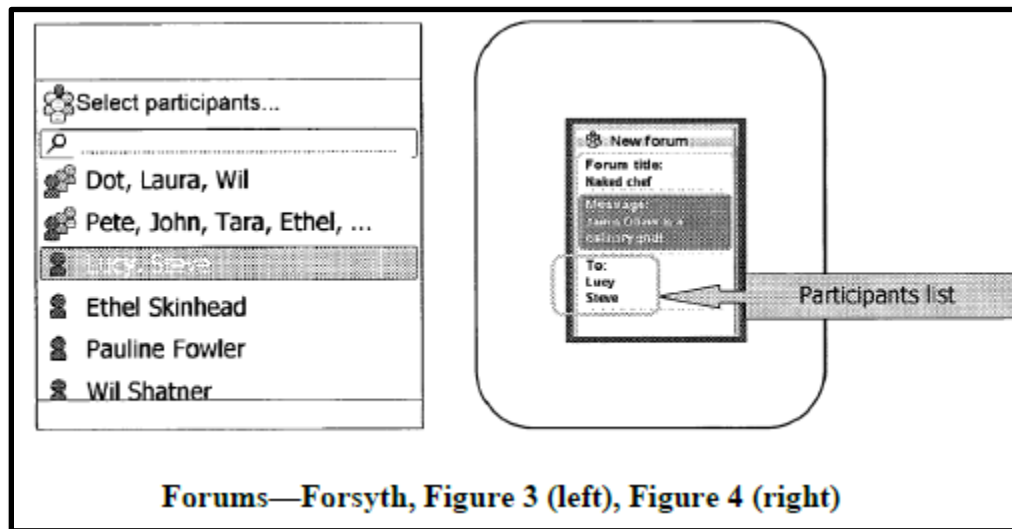 Select participants...
Dot, Laura, Wil
Pete, John, Tara, Ethel, ...
Lucy, Steve
Ethel Skinhead
Pauline Fowler
Wil Shatner
New forum
Forum title:
Naked chef
Message:
To:
Lucy
Steve
Participants list
Forums—Forsyth, Figure 3 (left), Figure 4 (right)